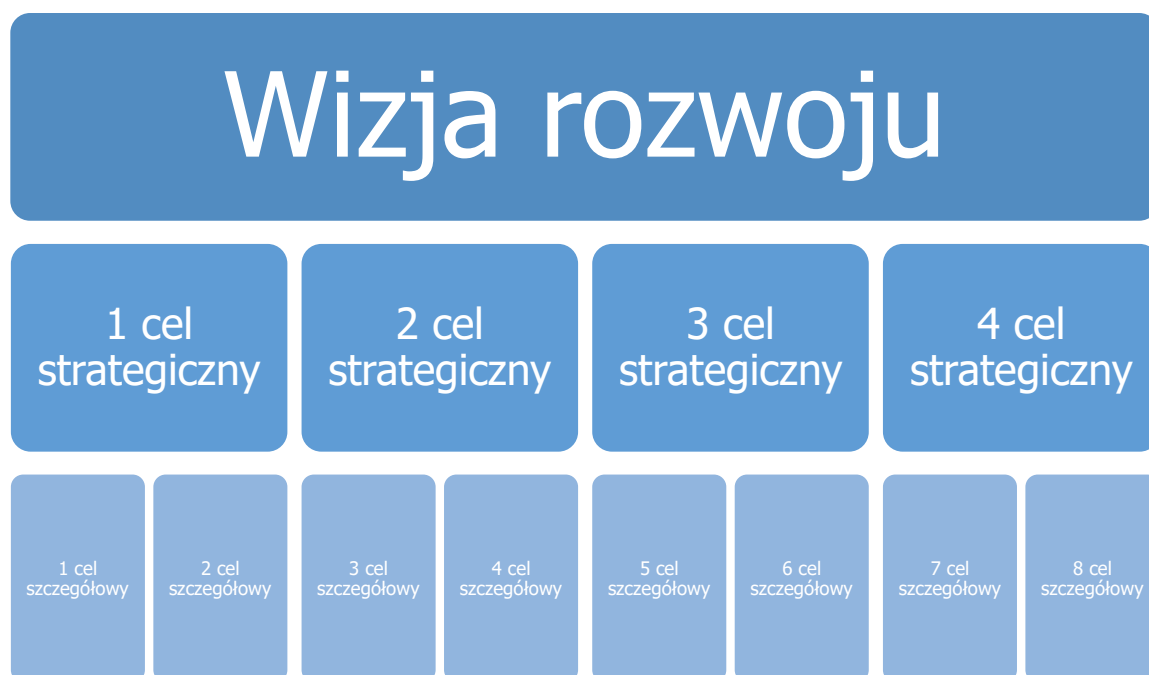 Wizja rozwoju
1 cel
strategiczny
2 cel
strategiczny
3 cel
strategiczny
4 cel
strategiczny
1 cel
szczegółowy
2 cel
szczegółowy
3 cel
szczegółowy
4 cel
szczegółowy
5 cel
szczegółowy
6 cel
szczegółowy
7 cel
szczegółowy
8 cel
szczegółowy